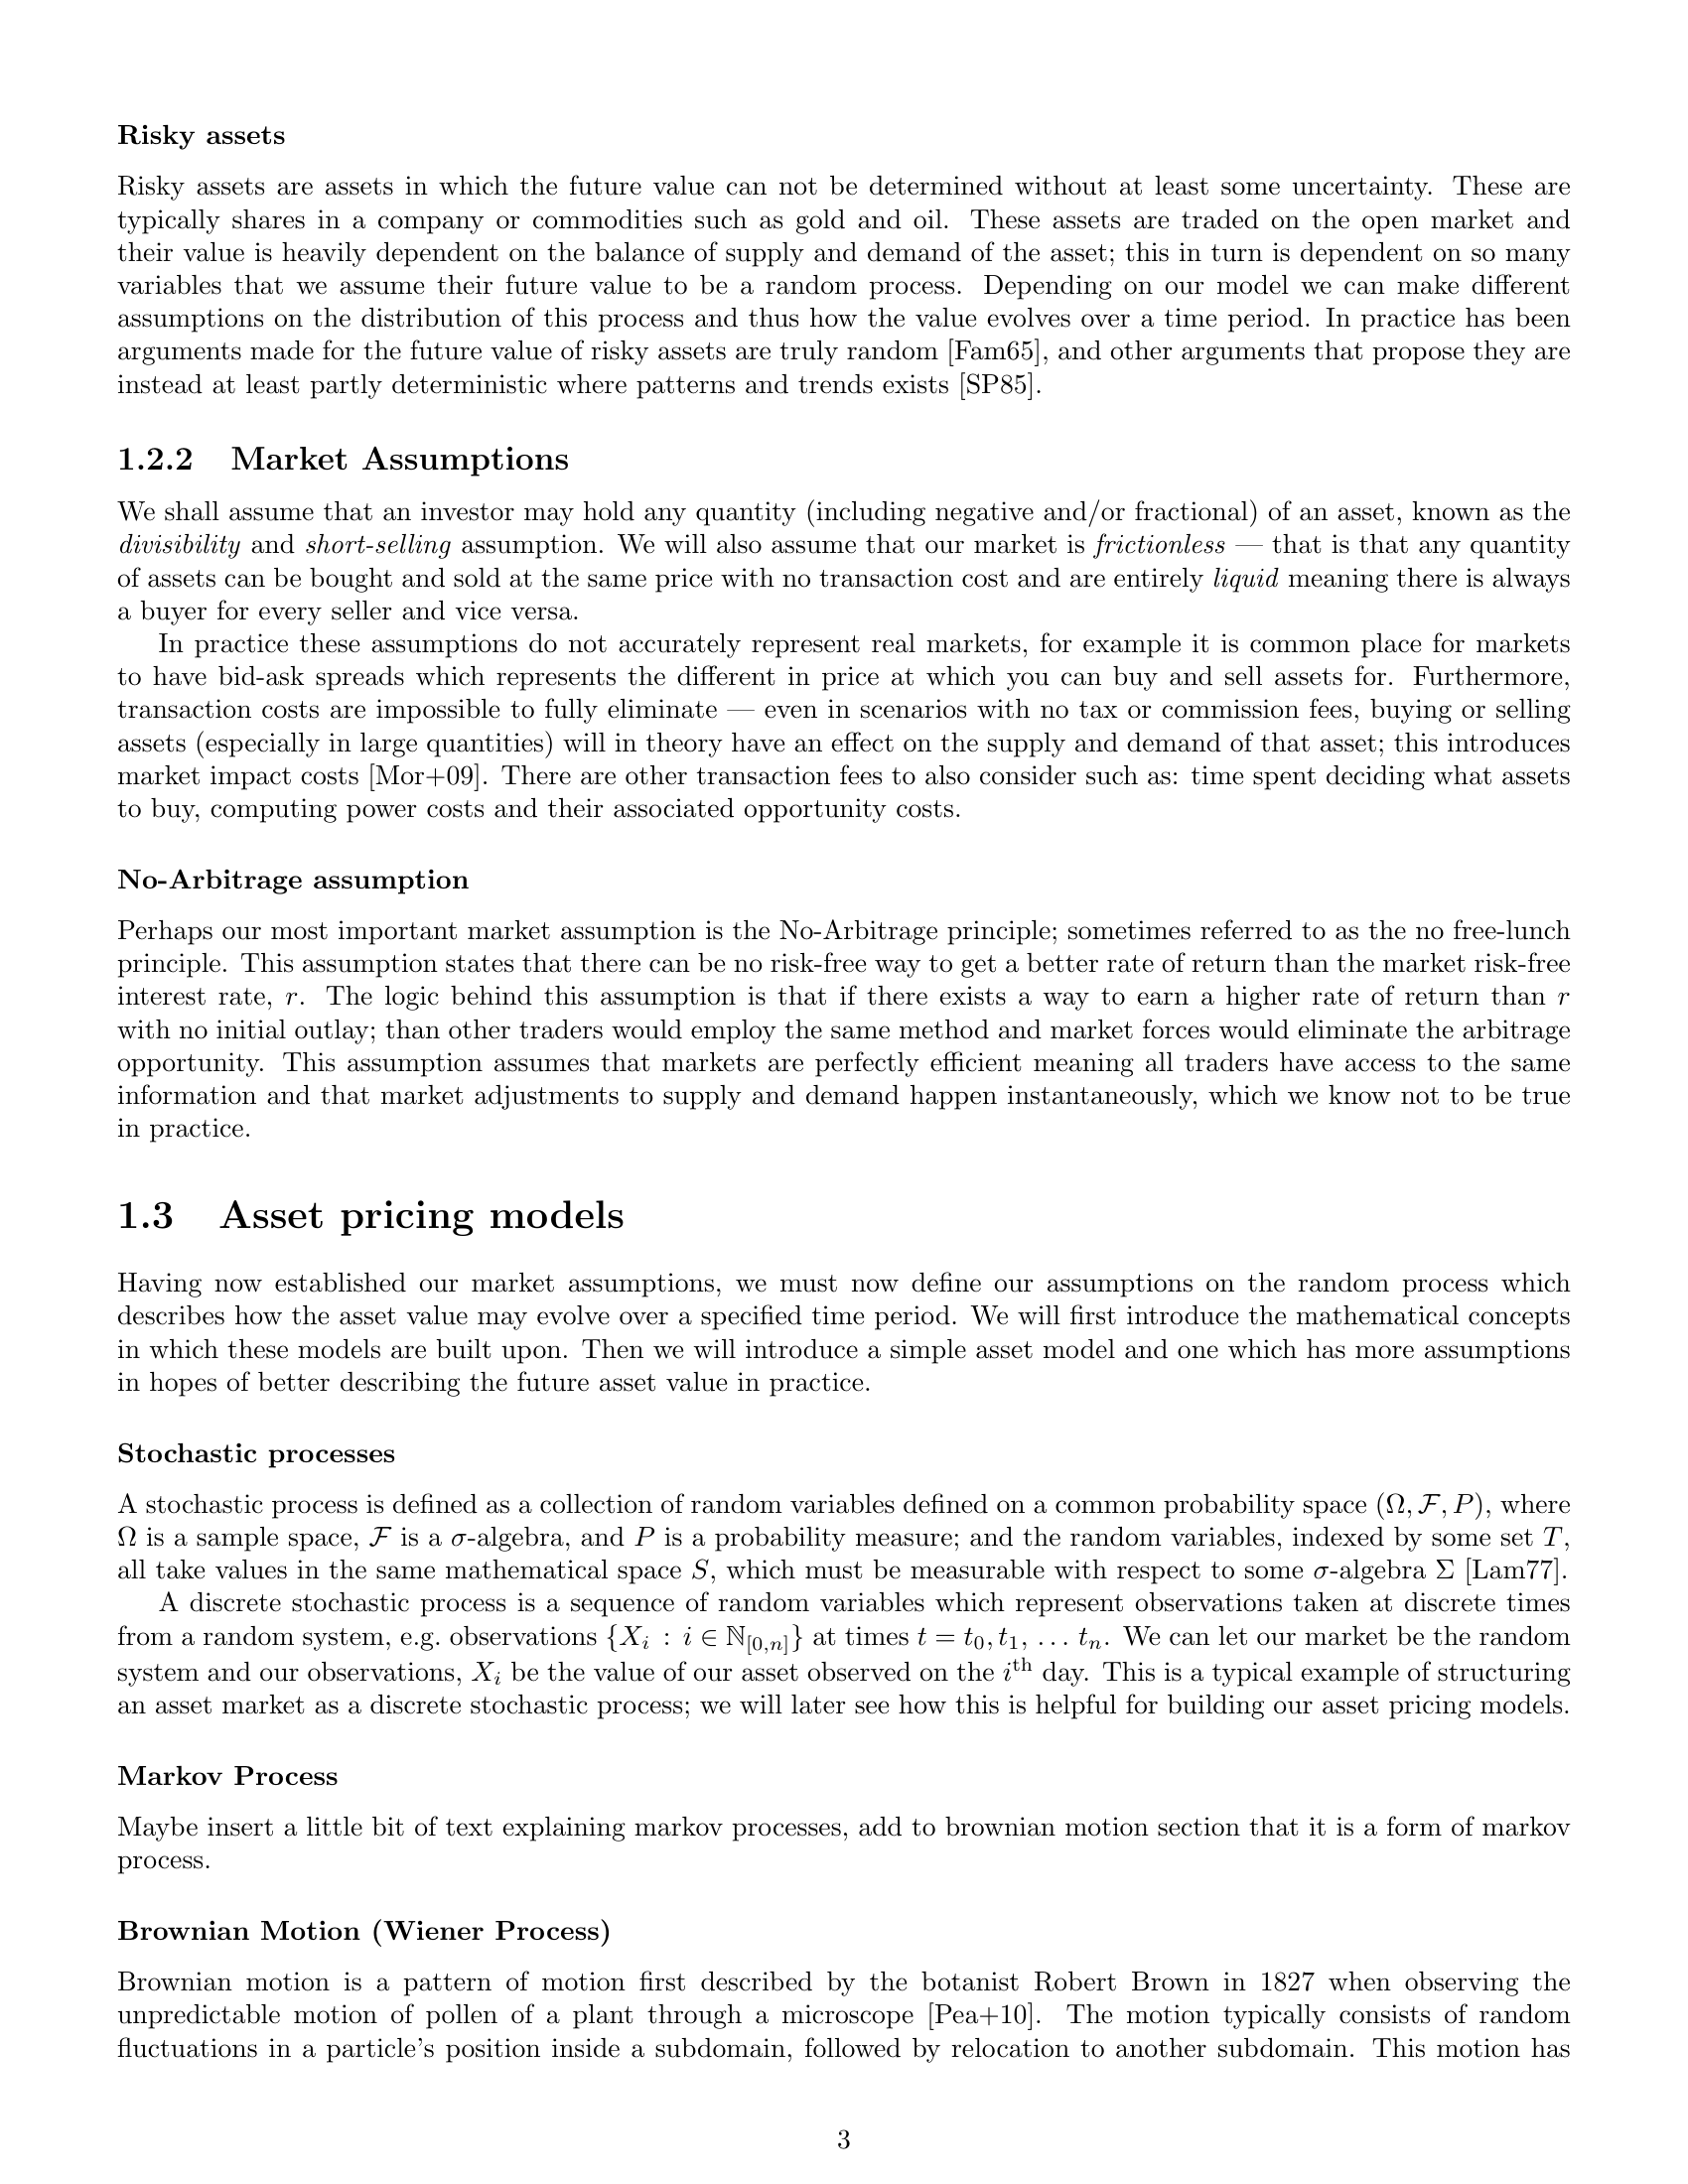 Risky assets
Risky assets are assets in which the future value can not be determined without at least some uncertainty. These are
typically shares in a company or commodities such as gold and oil. These assets are traded on the open market and
their value is heavily dependent on the balance of supply and demand of the asset; this in turn is dependent on so many
variables that we assume their future value to be a random process. Depending on our model we can make different
assumptions on the distribution of this process and thus how the value evolves over a time period. In practice has been
arguments made for the future value of risky assets are truly random [Fam65], and other arguments that propose they are
instead at least partly deterministic where patterns and trends exists [SP85].
1.2.2 Market Assumptions
We shall assume that an investor may hold any quantity (including negative and/or fractional) of an asset, known as the
divisibility and short-selling assumption. We will also assume that our market is frictionless — that is that any quantity
of assets can be bought and sold at the same price with no transaction cost and are entirely liquid meaning there is always
a buyer for every seller and vice versa.
In practice these assumptions do not accurately represent real markets, for example it is common place for markets
to have bid-ask spreads which represents the different in price at which you can buy and sell assets for. Furthermore,
transaction costs are impossible to fully eliminate — even in scenarios with no tax or commission fees, buying or selling
assets (especially in large quantities) will in theory have an effect on the supply and demand of that asset; this introduces
market impact costs [Mor+09]. There are other transaction fees to also consider such as: time spent deciding what assets
to buy, computing power costs and their associated opportunity costs.
No-Arbitrage assumption
Perhaps our most important market assumption is the No-Arbitrage principle; sometimes referred to as the no free-lunch
principle. This assumption states that there can be no risk-free way to get a better rate of return than the market risk-free
interest rate, r. The logic behind this assumption is that if there exists a way to earn a higher rate of return than r
with no initial outlay; than other traders would employ the same method and market forces would eliminate the arbitrage
opportunity. This assumption assumes that markets are perfectly efficient meaning all traders have access to the same
information and that market adjustments to supply and demand happen instantaneously, which we know not to be true
in practice.
1.3 Asset pricing models
Having now established our market assumptions, we must now define our assumptions on the random process which
describes how the asset value may evolve over a specified time period. We will first introduce the mathematical concepts
in which these models are built upon. Then we will introduce a simple asset model and one which has more assumptions
in hopes of better describing the future asset value in practice.
Stochastic processes
A stochastic process is defined as a collection of random variables defined on a common probability space (Ω, ℱ, P), where
Ω is a sample space, ℱ is a σ-algebra, and P is a probability measure; and the random variables, indexed by some set T,
all take values in the same mathematical space S, which must be measurable with respect to some σ-algebra Σ [Lam77].
A discrete stochastic process is a sequence of random variables which represent observations taken at discrete times
from a random system, e.g. observations {X_i : i ∈ ℕ_[0,n]} at times t = t_0, t_1, … t_n. We can let our market be the random
system and our observations, X_i be the value of our asset observed on the i^th day. This is a typical example of structuring
an asset market as a discrete stochastic process; we will later see how this is helpful for building our asset pricing models.
Markov Process
Maybe insert a little bit of text explaining markov processes, add to brownian motion section that it is a form of markov
process.
Brownian Motion (Wiener Process)
Brownian motion is a pattern of motion first described by the botanist Robert Brown in 1827 when observing the
unpredictable motion of pollen of a plant through a microscope [Pea+10]. The motion typically consists of random
fluctuations in a particle's position inside a subdomain, followed by relocation to another subdomain. This motion has
3